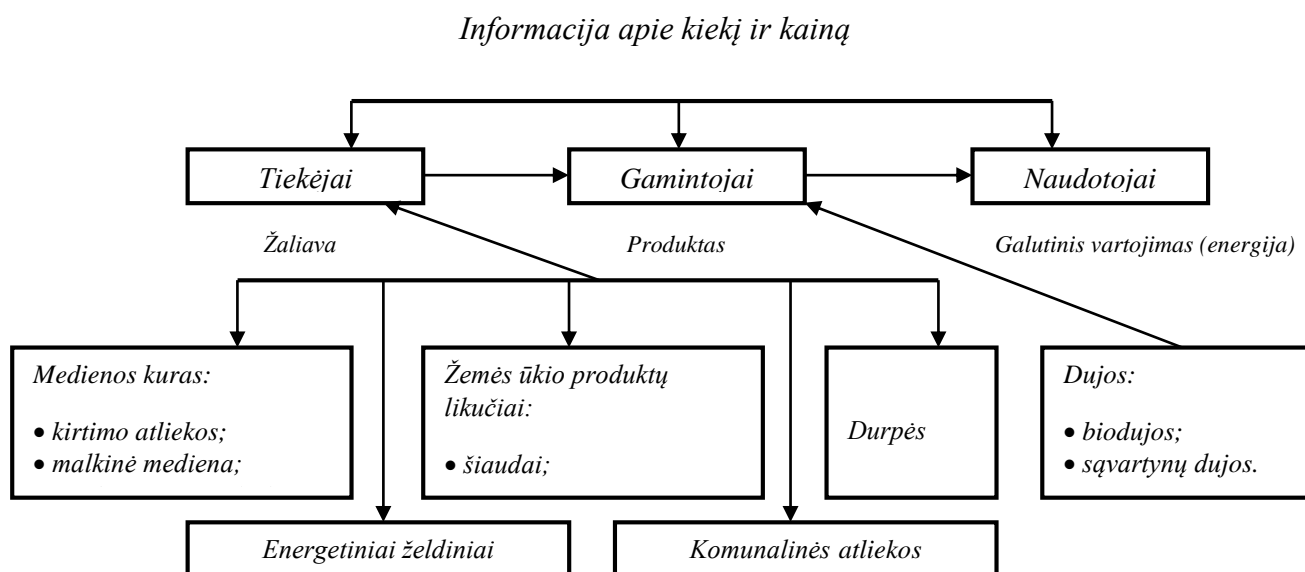 Informacija apie kiekį ir kainą
Tiekėjai
Gamintojai
Naudotojai
Žaliava
Produktas
Galutinis vartojimas (energija)
Medienos kuras:
• kirtimo atliekos;
• malkinė mediena;
Žemės ūkio produktų
likučiai:
• šiaudai;
Durpės
Dujos:
• biodujos;
• sąvartynų dujos.
Energetiniai želdiniai
Komunalinės atliekos